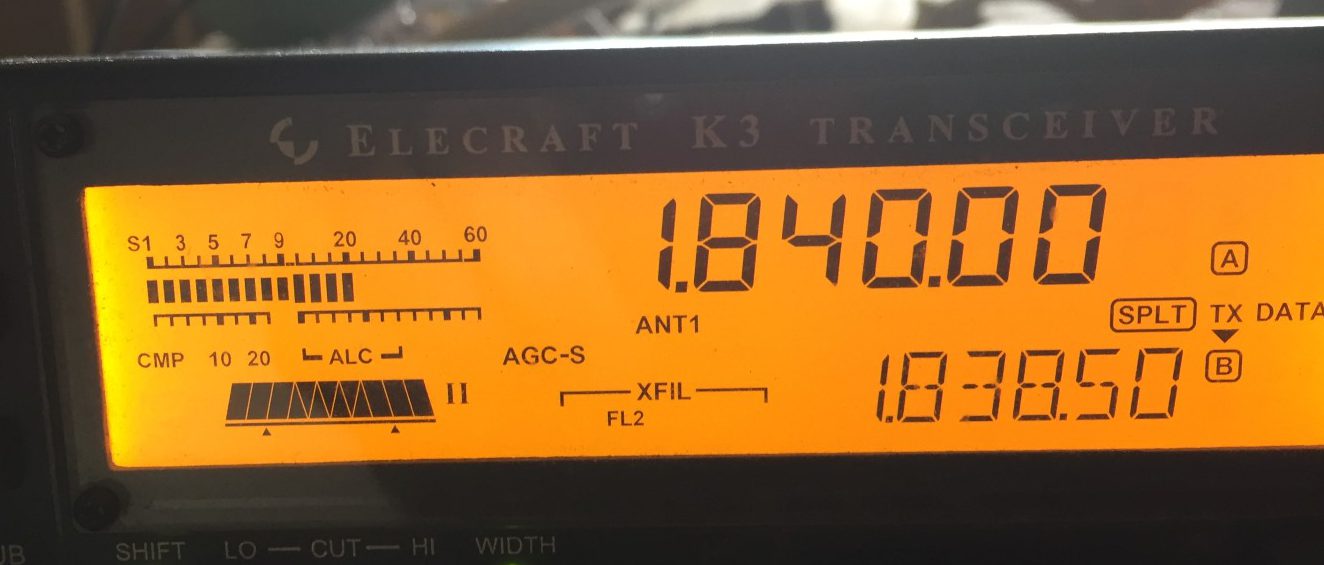 ELECRAFT K3 TRANSCEIVER
S1 3 5 7 9 20 40 60
1.840.00
A
ANT1
SPLT TX DATA
CMP 10 20 ALC
AGC-S
1.838.50
B
II
XFIL
FL2
SHIFT LO CUT HI WIDTH